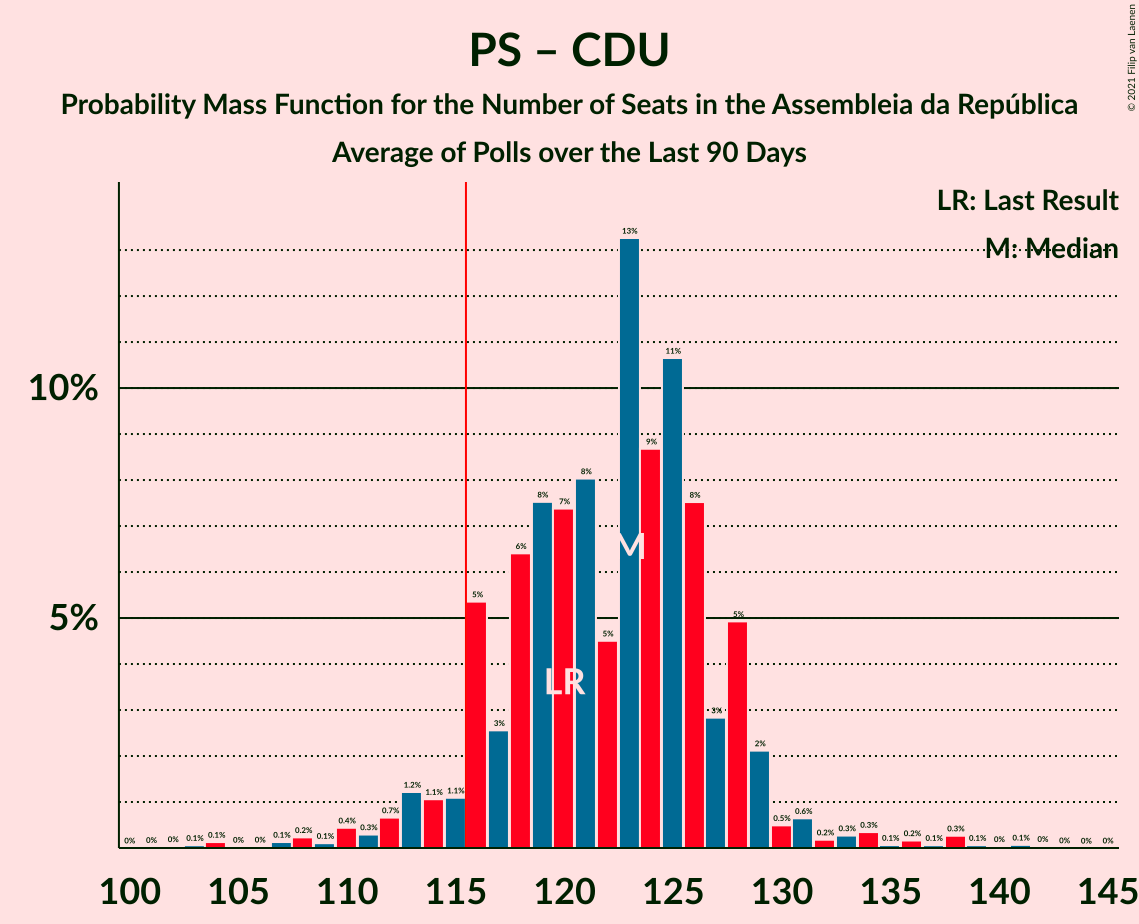 PS – CDU
Probability Mass Function for the Number of Seats in the Assembleia da República
Average of Polls over the Last 90 Days
© 2021 Filip van Laenen
LR: Last Result
M: Median
10%
5%
0% 0% 0% 0.1% 0.1% 0% 0% 0.1% 0.2% 0.1% 0.4% 0.3% 0.7% 1.2% 1.1% 1.1% 5% 3% 6% 8% 7% 8% 5% 13% 9% 11% 8% 3% 5% 2% 0.5% 0.6% 0.2% 0.3% 0.3% 0.1% 0.2% 0.1% 0.3% 0.1% 0% 0.1% 0% 0% 0% 0%
M
LR
100 105 110 115 120 125 130 135 140 145